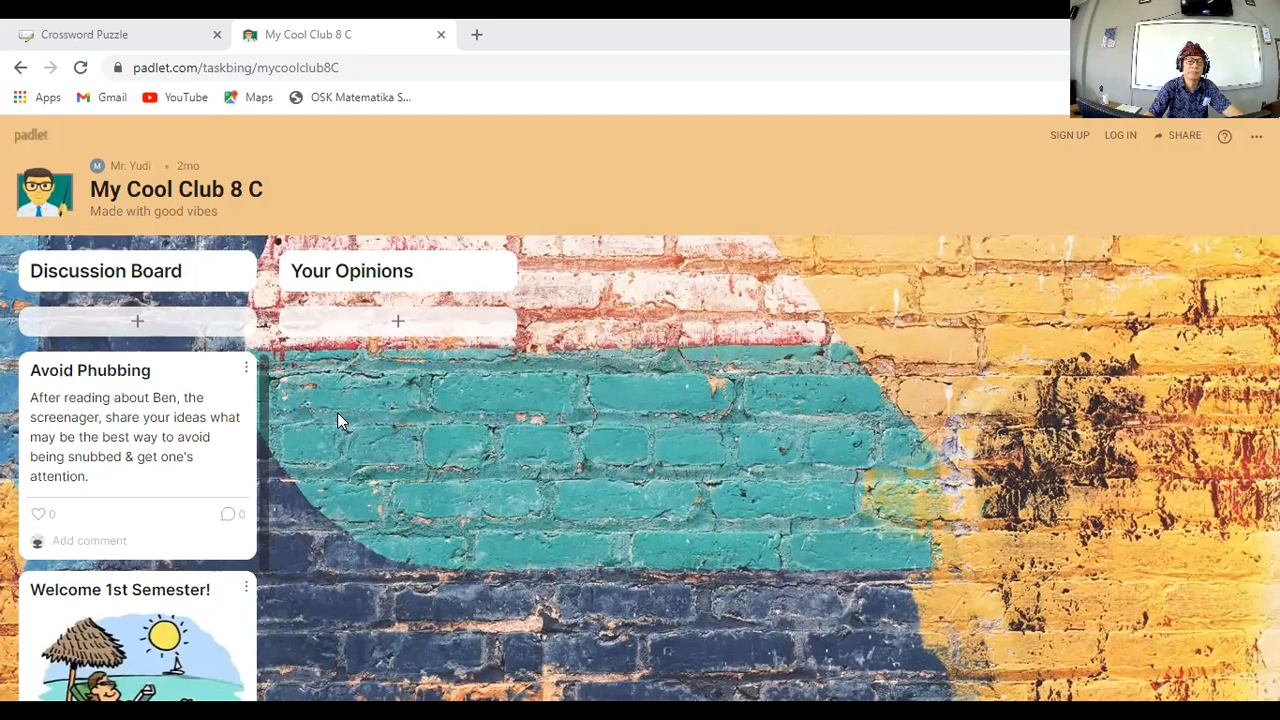 Crossword Puzzle
My Cool Club 8 C
padlet.com/taskbing/mycoolclub8C
Apps
Gmail
YouTube
Maps
OSK Matematika S...
padlet
SIGN UP
LOG IN
SHARE
Mr. Yudi • 2mo
My Cool Club 8 C
Made with good vibes
Discussion Board
Your Opinions
Avoid Phubbing
After reading about Ben, the
screenager, share your ideas what
may be the best way to avoid
being snubbed & get one's
attention.
0
0
Add comment
Welcome 1st Semester!